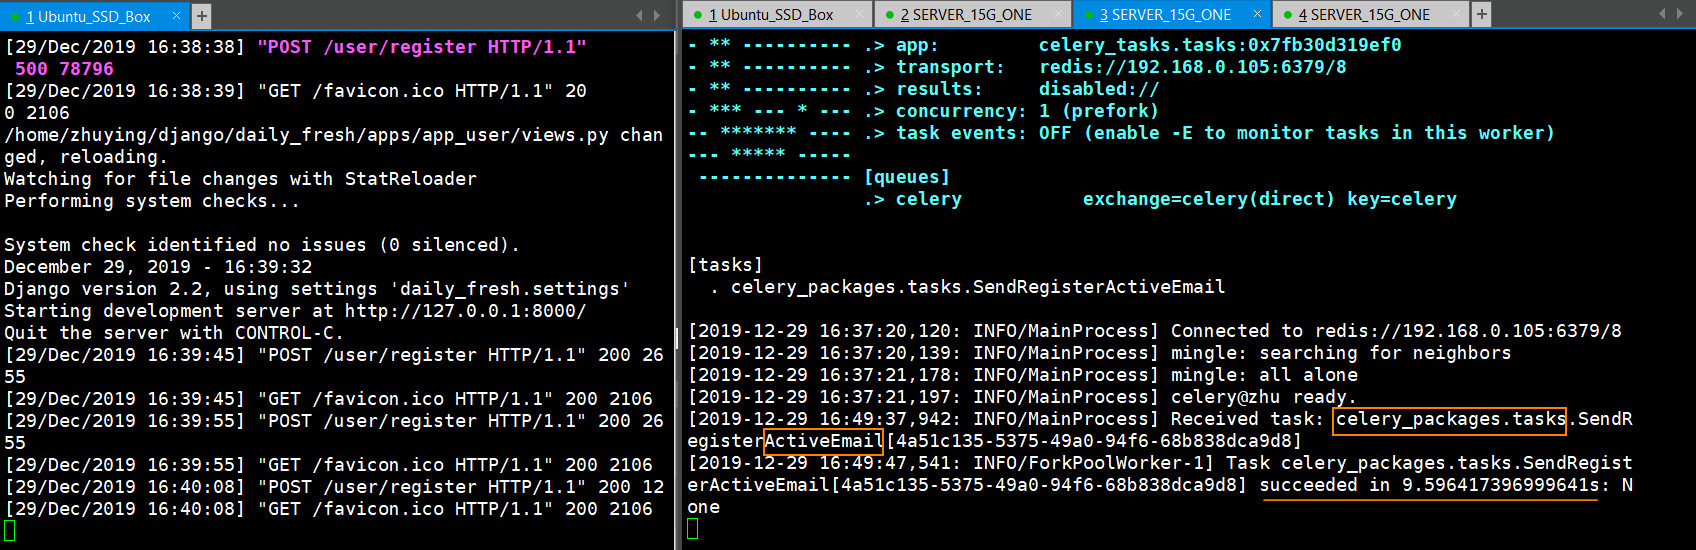 1 Ubuntu_SSD_Box × +
[29/Dec/2019 16:38:38] "POST /user/register HTTP/1.1"
 500 78796
[29/Dec/2019 16:38:39] "GET /favicon.ico HTTP/1.1" 20
0 2106
/home/zhuying/django/daily_fresh/apps/app_user/views.py chan
ged, reloading.
Watching for file changes with StatReloader
Performing system checks...
System check identified no issues (0 silenced).
December 29, 2019 - 16:39:32
Django version 2.2, using settings 'daily_fresh.settings'
Starting development server at http://127.0.0.1:8000/
Quit the server with CONTROL-C.
[29/Dec/2019 16:39:45] "POST /user/register HTTP/1.1" 200 26
55
[29/Dec/2019 16:39:45] "GET /favicon.ico HTTP/1.1" 200 2106
[29/Dec/2019 16:39:55] "POST /user/register HTTP/1.1" 200 26
55
[29/Dec/2019 16:39:55] "GET /favicon.ico HTTP/1.1" 200 2106
[29/Dec/2019 16:40:08] "POST /user/register HTTP/1.1" 200 12
[29/Dec/2019 16:40:08] "GET /favicon.ico HTTP/1.1" 200 2106
1 Ubuntu_SSD_Box × 2 SERVER_15G_ONE × 3 SERVER_15G_ONE × 4 SERVER_15G_ONE × +
- ** ---------- .> app:         celery_tasks.tasks:0x7fb30d319ef0
- ** ---------- .> transport:   redis://192.168.0.105:6379/8
- ** ---------- .> results:     disabled://
- *** --- * --- .> concurrency: 1 (prefork)
-- ******* ---- .> task events: OFF (enable -E to monitor tasks in this worker)
--- ***** -----
 -------------- [queues]
                .> celery           exchange=celery(direct) key=celery
[tasks]
  . celery_packages.tasks.SendRegisterActiveEmail
[2019-12-29 16:37:20,120: INFO/MainProcess] Connected to redis://192.168.0.105:6379/8
[2019-12-29 16:37:20,139: INFO/MainProcess] mingle: searching for neighbors
[2019-12-29 16:37:21,178: INFO/MainProcess] mingle: all alone
[2019-12-29 16:37:21,197: INFO/MainProcess] celery@zhu ready.
[2019-12-29 16:49:37,942: INFO/MainProcess] Received task: celery_packages.tasks.SendR
egisterActiveEmail[4a51c135-5375-49a0-94f6-68b838dca9d8]
[2019-12-29 16:49:47,541: INFO/ForkPoolWorker-1] Task celery_packages.tasks.SendRegist
erActiveEmail[4a51c135-5375-49a0-94f6-68b838dca9d8] succeeded in 9.596417396999641s: N
one